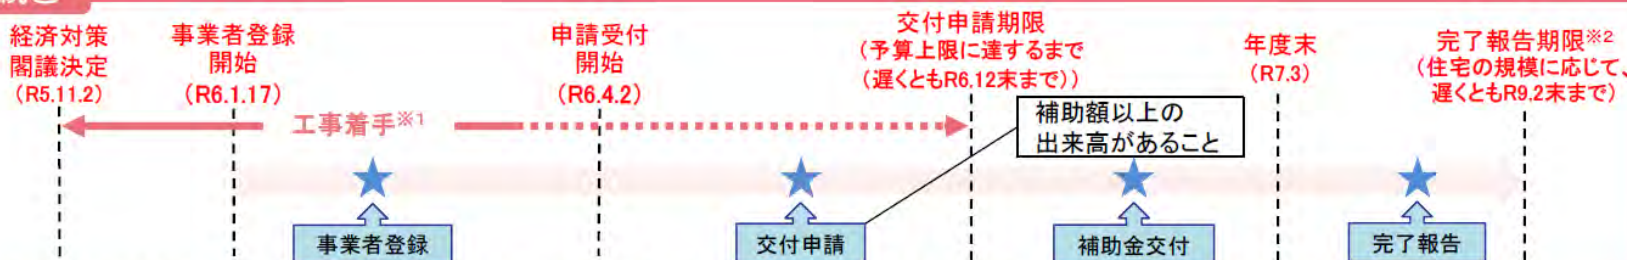 経済対策
閣議決定
(R5.11.2)
事業者登録
開始
(R6.1.17)
申請受付
開始
(R6.4.2)
交付申請期限
(予算上限に達するまで
(遅くともR6.12末まで))
年度末
(R7.3)
完了報告期限※2
(住宅の規模に応じて、
遅くともR9.2末まで)
工事着手※1
補助額以上の
出来高があること
事業者登録
交付申請
補助金交付
完了報告